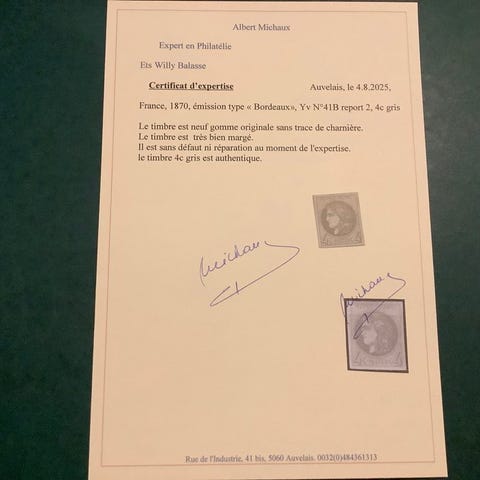 Albert Michaux
Expert en Philatélie
Ets Willy Balasse
Certificat d'expertise
Auvelais, le 4.8.2025,
France, 1870, émission type « Bordeaux», Yv N°41B report 2, 4c gris
Le timbre est neuf gomme originale sans trace de charnière.
Le timbre est très bien margé.
Il est sans défaut ni réparation au moment de l'expertise.
le timbre 4c gris est authentique.
Michaux
Michaux
Rue de l'Industrie, 41 bis, 5060 Auvelais. 0032(0)484361313